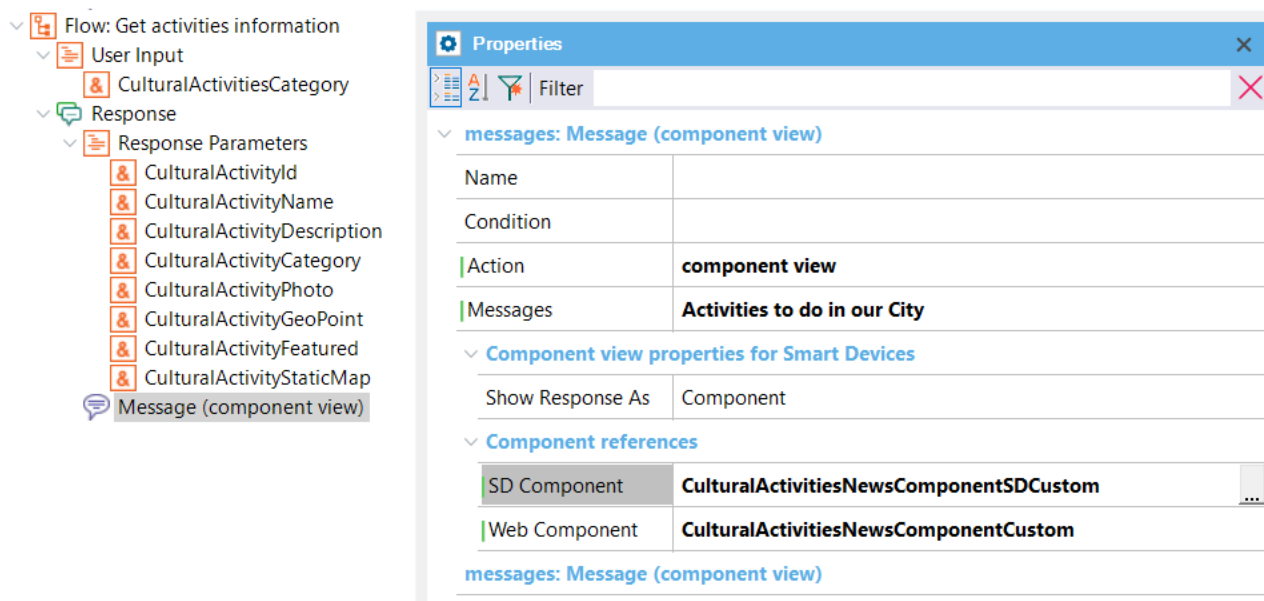 Flow: Get activities information
User Input
& CulturalActivitiesCategory
Response
Response Parameters
& CulturalActivityId
& CulturalActivityName
& CulturalActivityDescription
& CulturalActivityCategory
& CulturalActivityPhoto
& CulturalActivityGeoPoint
& CulturalActivityFeatured
& CulturalActivityStaticMap
Message (component view)
Properties
AZ Filter
messages: Message (component view)
Name
Condition
Action component view
Messages Activities to do in our City
Component view properties for Smart Devices
Show Response As Component
Component references
SD Component CulturalActivitiesNewsComponentSDCustom ...
Web Component CulturalActivitiesNewsComponentCustom
messages: Message (component view)